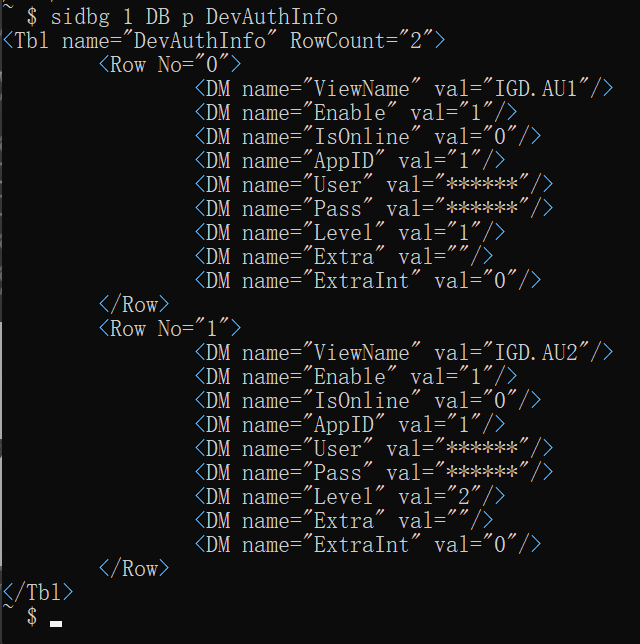 ~ $ sidbg 1 DB p DevAuthInfo
<Tbl name="DevAuthInfo" RowCount="2">
<Row No="0">
<DM name="ViewName" val="IGD.AU1"/>
<DM name="Enable" val="1"/>
<DM name="IsOnline" val="0"/>
<DM name="AppID" val="1"/>
<DM name="User" val="******"/>
<DM name="Pass" val="******"/>
<DM name="Level" val="1"/>
<DM name="Extra" val=""/>
<DM name="ExtraInt" val="0"/>
</Row>
<Row No="1">
<DM name="ViewName" val="IGD.AU2"/>
<DM name="Enable" val="1"/>
<DM name="IsOnline" val="0"/>
<DM name="AppID" val="1"/>
<DM name="User" val="******"/>
<DM name="Pass" val="******"/>
<DM name="Level" val="2"/>
<DM name="Extra" val=""/>
<DM name="ExtraInt" val="0"/>
</Row>
</Tbl>
~ $